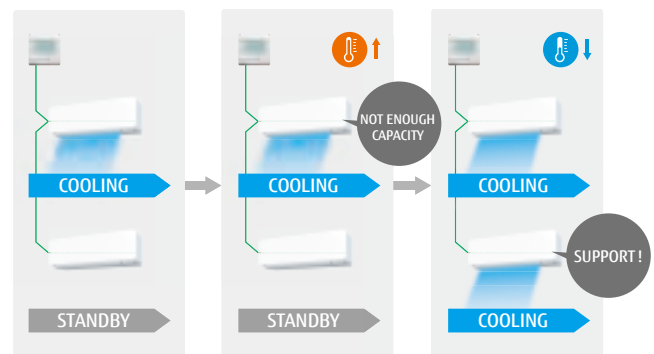 COOLING
STANDBY
NOT ENOUGH
CAPACITY
COOLING
STANDBY
COOLING
SUPPORT !
COOLING